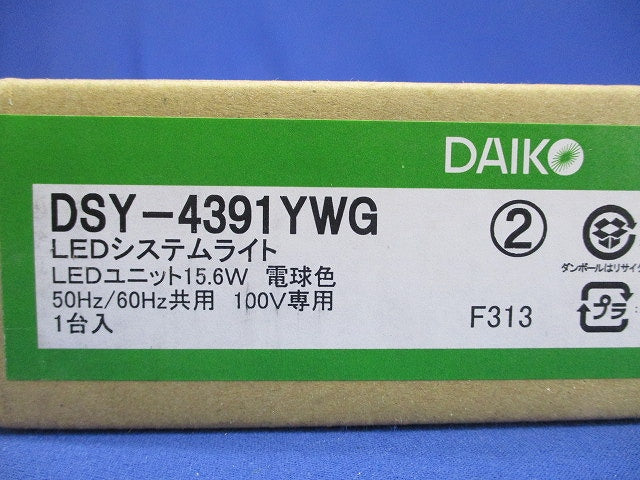 DAIKO
DSY-4391YWG
②
LEDシステムライト
LEDユニット15.6W 電球色
50Hz/60Hz共用 100V専用
1台入
F313
ダンボールはリサイク
プラ